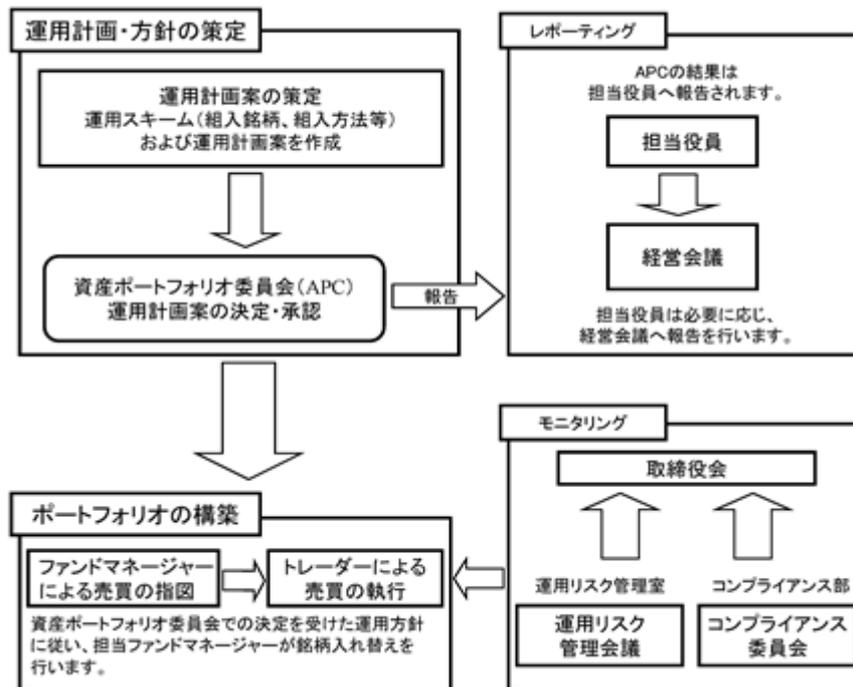 運用計画・方針の策定
運用計画案の策定
運用スキーム(組入銘柄、組入方法等)
および運用計画案を作成
資産ポートフォリオ委員会(APC)
運用計画案の決定・承認
報告
レポーティング
APCの結果は
担当役員へ報告されます。
担当役員
経営会議
担当役員は必要に応じ、
経営会議へ報告を行います。
ポートフォリオの構築
ファンドマネージャー
による売買の指図
トレーダーによる
売買の執行
資産ポートフォリオ委員会での決定を受けた運用方針
に従い、担当ファンドマネージャーが銘柄入れ替えを
行います。
モニタリング
取締役会
運用リスク管理室
コンプライアンス部
運用リスク
管理会議
コンプライアンス
委員会